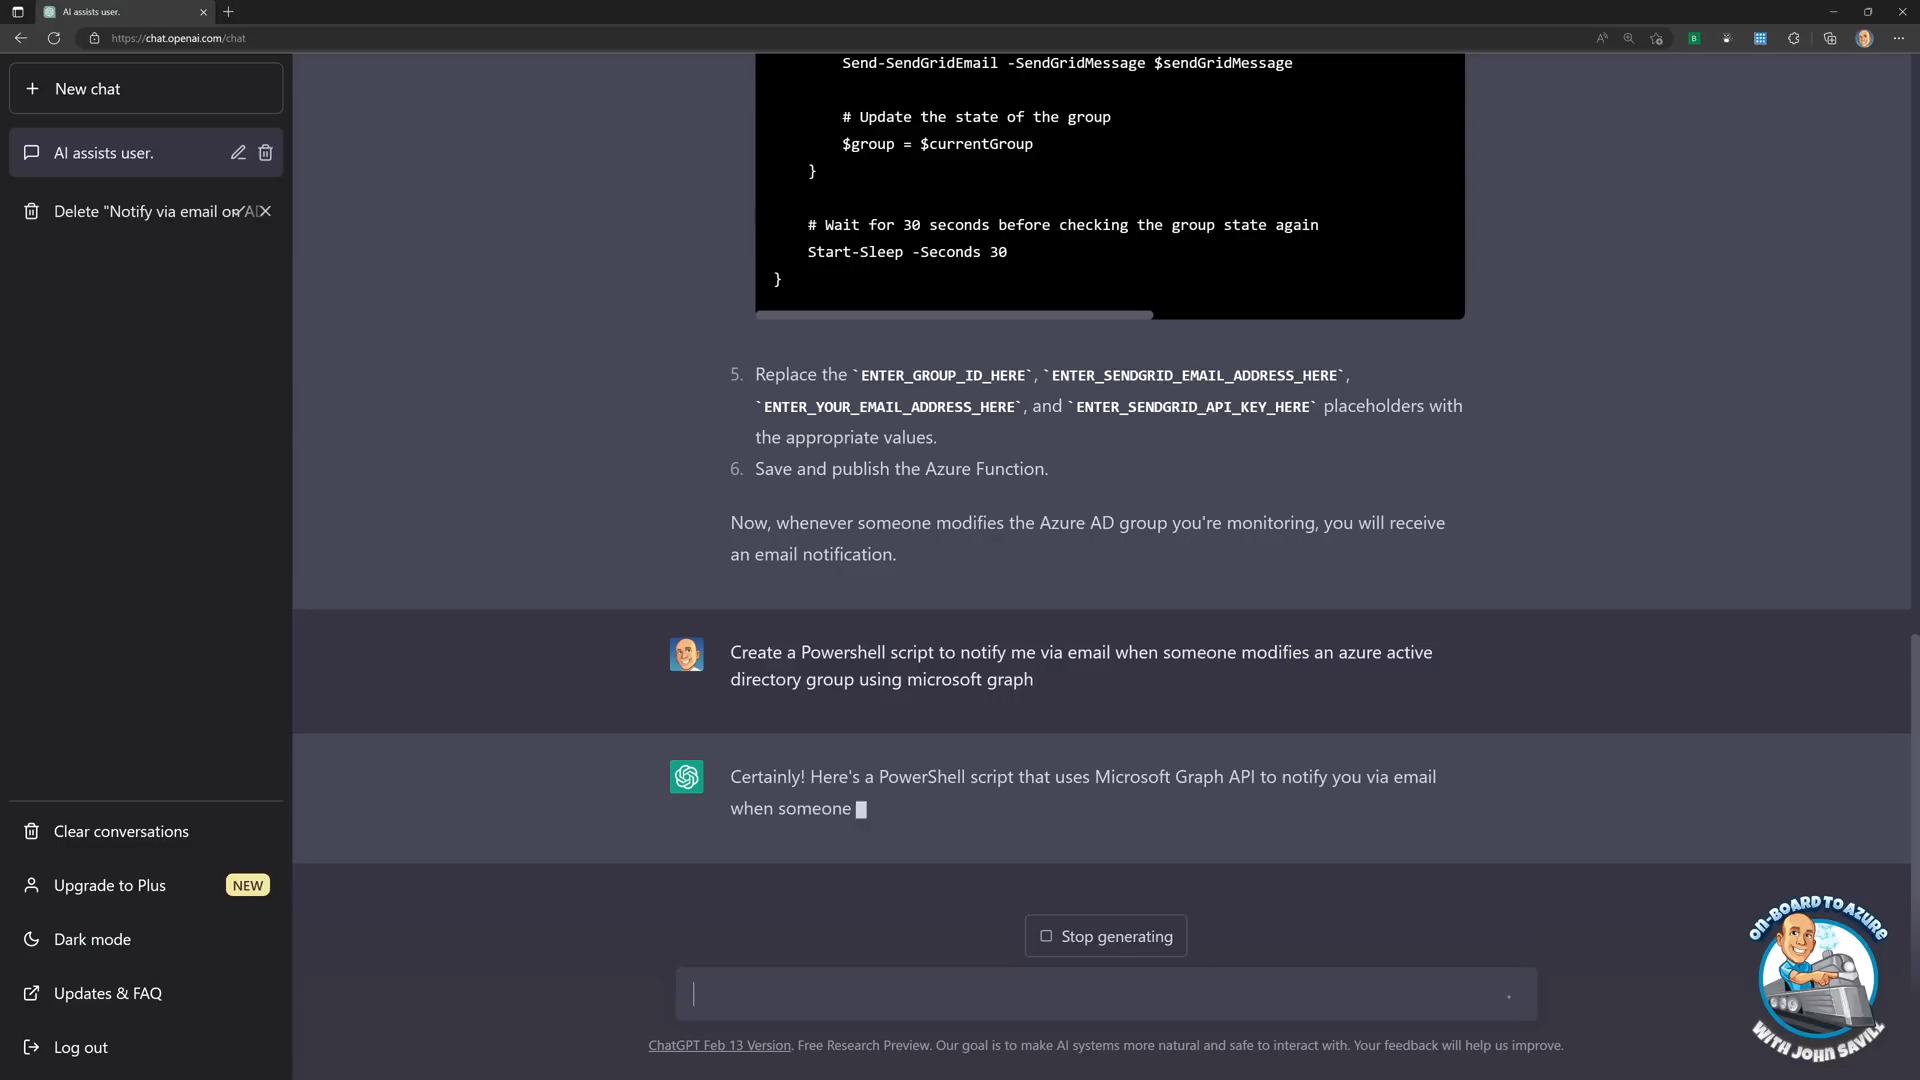 AI assists user.
https://chat.openai.com/chat
New chat
AI assists user.
Delete "Notify via email on AD
Clear conversations
Upgrade to Plus
NEW
Dark mode
Updates & FAQ
Log out
Send-SendGridEmail -SendGridMessage $sendGridMessage
# Update the state of the group
$group = $currentGroup
}
# Wait for 30 seconds before checking the group state again
Start-Sleep -Seconds 30
}
5. Replace the `ENTER_GROUP_ID_HERE`, `ENTER_SENDGRID_EMAIL_ADDRESS_HERE`,
`ENTER_YOUR_EMAIL_ADDRESS_HERE`, and `ENTER_SENDGRID_API_KEY_HERE` placeholders with
the appropriate values.
6. Save and publish the Azure Function.
Now, whenever someone modifies the Azure AD group you're monitoring, you will receive
an email notification.
Create a Powershell script to notify me via email when someone modifies an azure active
directory group using microsoft graph
Certainly! Here's a PowerShell script that uses Microsoft Graph API to notify you via email
when someone
Stop generating
ChatGPT Feb 13 Version. Free Research Preview. Our goal is to make AI systems more natural and safe to interact with. Your feedback will help us improve.
ON-BOARD TO AZURE
WITH JOHN SAVILL